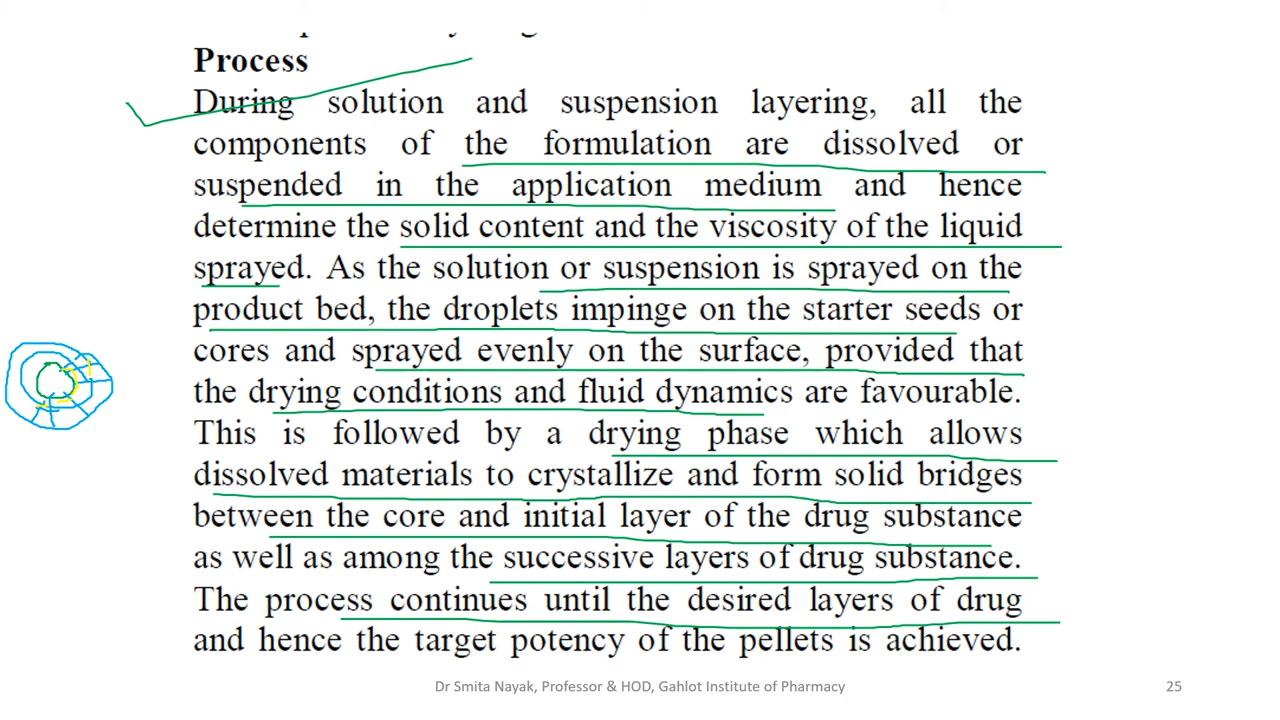 Process
During solution and suspension layering, all the
components of the formulation are dissolved or
suspended in the application medium and hence
determine the solid content and the viscosity of the liquid
sprayed. As the solution or suspension is sprayed on the
product bed, the droplets impinge on the starter seeds or
cores and sprayed evenly on the surface, provided that
the drying conditions and fluid dynamics are favourable.
This is followed by a drying phase which allows
dissolved materials to crystallize and form solid bridges
between the core and initial layer of the drug substance
as well as among the successive layers of drug substance.
The process continues until the desired layers of drug
and hence the target potency of the pellets is achieved.
Dr Smita Nayak, Professor & HOD, Gahlot Institute of Pharmacy
25